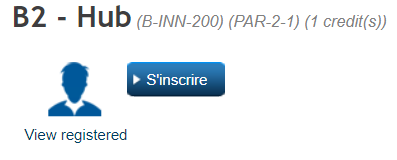 B2 - Hub (B-INN-200) (PAR-2-1) (1 credit(s))
S'inscrire
View registered